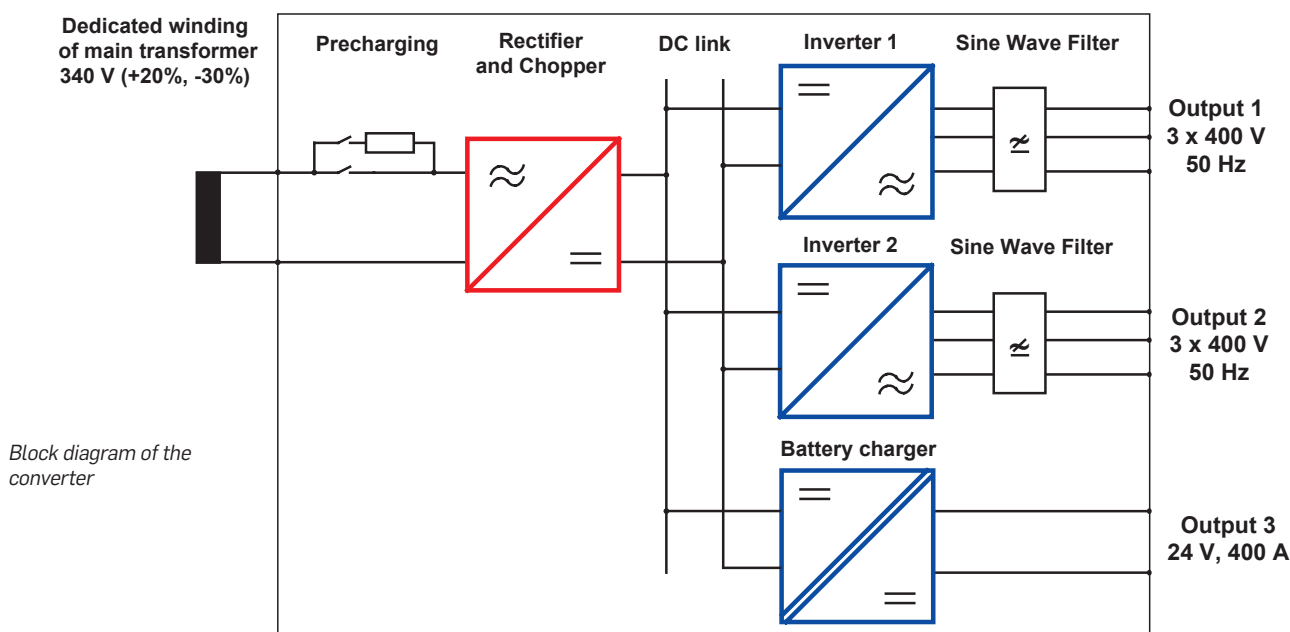 Dedicated winding
of main transformer
340 V (+20%, -30%)
Precharging
Rectifier
and Chopper
DC link
Inverter 1
Sine Wave Filter
Output 1
3 x 400 V
50 Hz
Inverter 2
Sine Wave Filter
Output 2
3 x 400 V
50 Hz
Block diagram of the
converter
Battery charger
Output 3
24 V, 400 A